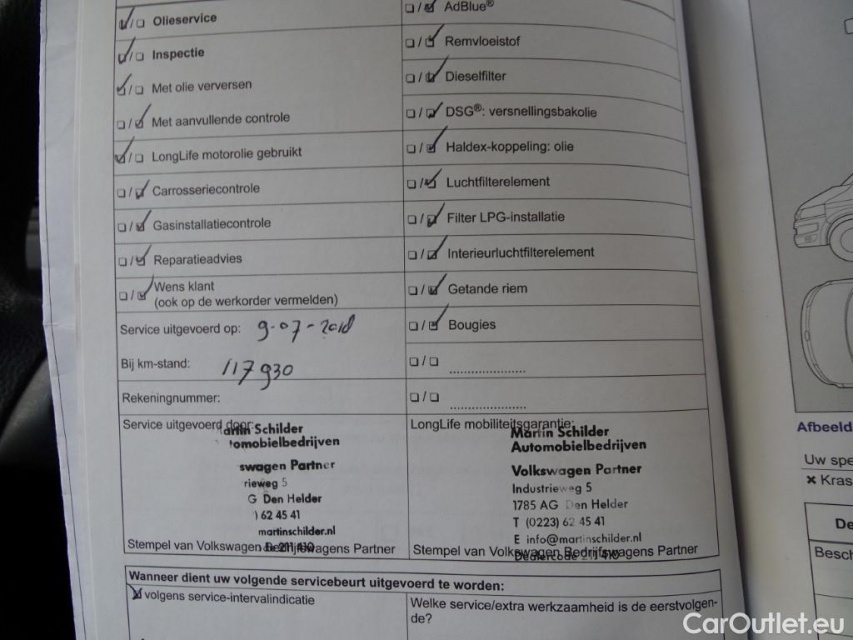 ☑/☐ Olieservice
☑/☐ Inspectie
☑/☐ Met olie verversen
☐/☑ Met aanvullende controle
☑/☐ LongLife motorolie gebruikt
☐/☑ Carrosseriecontrole
☐/☑ Gasinstallatiecontrole
☐/☑ Reparatieadvies
☐/☑ Wens klant
(ook op de werkorder vermelden)
Service uitgevoerd op: 9-07-2018
Bij km-stand: 117930
Rekeningnummer:
Service uitgevoerd door:
artin Schilder
tomobielbedrijven
swagen Partner
rieweg 5
G Den Helder
) 62 45 41
martinschilder.nl
Stempel van Volkswagen Bedrijfswagens Partner
☐/☑ AdBlue®
☐/☑ Remvloeistof
☐/☑ Dieselfilter
☐/☑ DSG®: versnellingsbakolie
☐/☑ Haldex-koppeling: olie
☐/☑ Luchtfilterelement
☐/☑ Filter LPG-installatie
☐/☑ Interieurluchtfilterelement
☐/☑ Getande riem
☐/☑ Bougies
☐/☐ ....................
☐/☐ ....................
LongLife mobiliteitsgarantie:
Martin Schilder
Automobielbedrijven
Volkswagen Partner
Industrieweg 5
1785 AG Den Helder
T (0223) 62 45 41
E info@martinschilder.nl
Stempel van Volkswagen Bedrijfswagens Partner
Wanneer dient uw volgende servicebeurt uitgevoerd te worden:
☑ volgens service-intervalindicatie
Welke service/extra werkzaamheid is de eerstvolgen-
de?
Afbeeld
Uw spe
× Kras
De
Besch
CarOutlet.eu